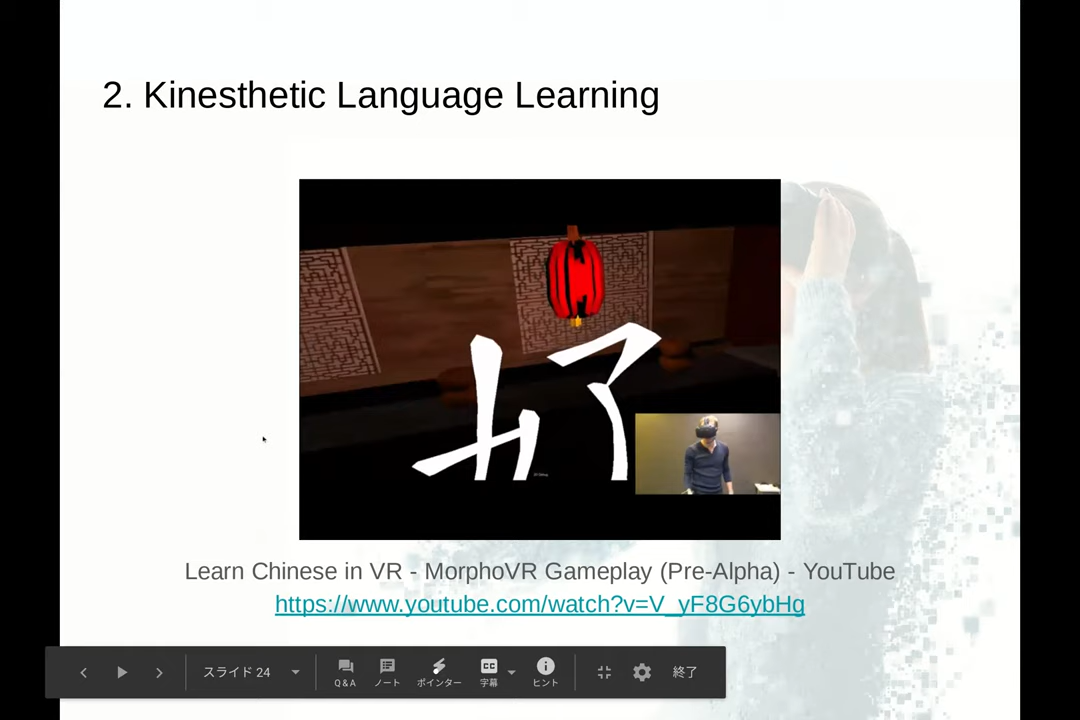 2. Kinesthetic Language Learning
Learn Chinese in VR - MorphoVR Gameplay (Pre-Alpha) - YouTube
https://www.youtube.com/watch?v=V_yF8G6ybHg
スライド 24
Q&A
ノート
ポインター
CC
字幕
ヒント
終了